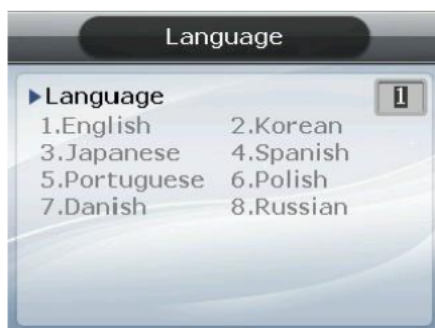 Language
▶Language 1
1.English 2.Korean
3.Japanese 4.Spanish
5.Portuguese 6.Polish
7.Danish 8.Russian